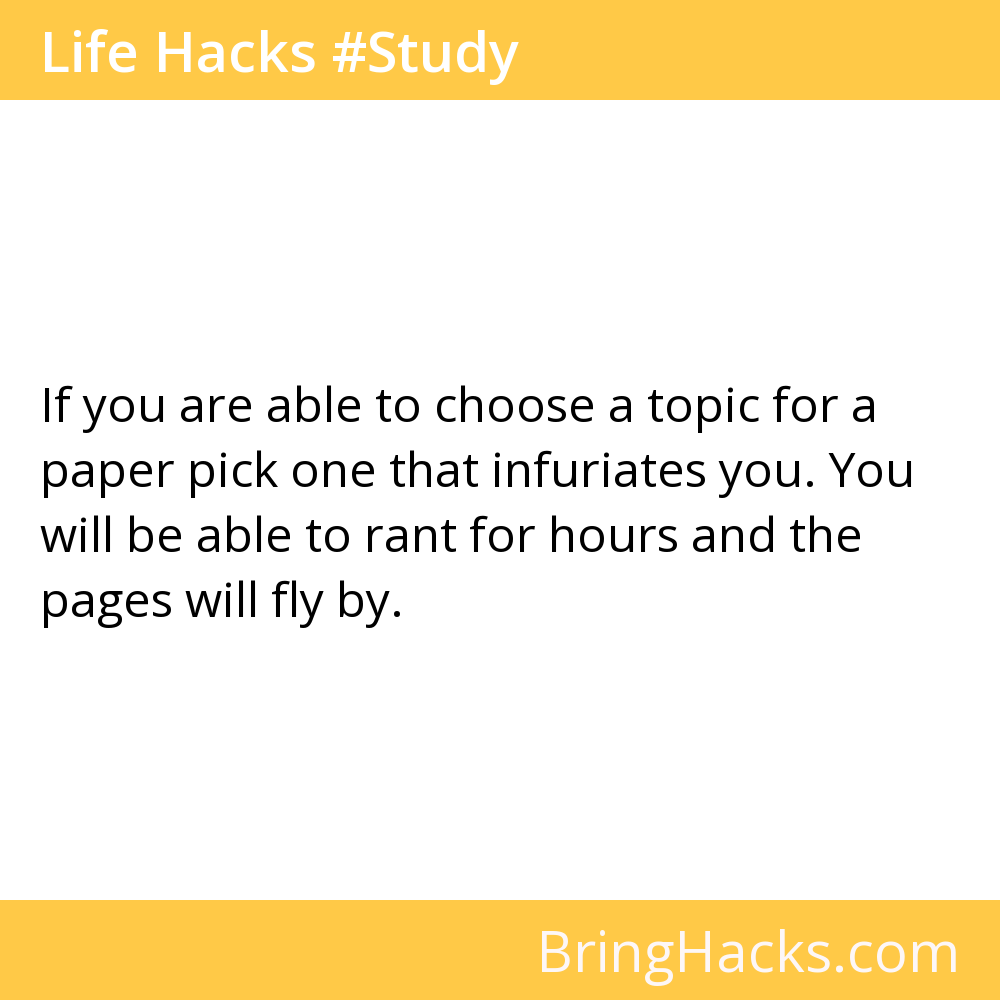 Life Hacks #Study
If you are able to choose a topic for a
paper pick one that infuriates you. You
will be able to rant for hours and the
pages will fly by.
BringHacks.com